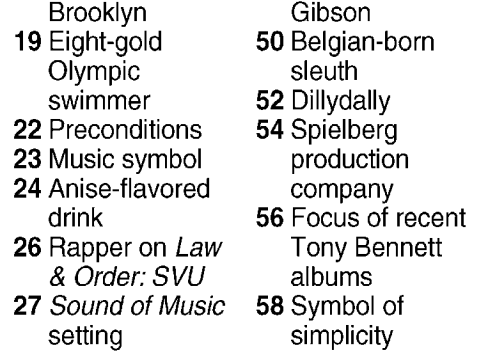 Brooklyn
19 Eight-gold
Olympic
swimmer
22 Preconditions
23 Music symbol
24 Anise-flavored
drink
26 Rapper on Law
& Order: SVU
27 Sound of Music
setting
Gibson
50 Belgian-born
sleuth
52 Dillydally
54 Spielberg
production
company
56 Focus of recent
Tony Bennett
albums
58 Symbol of
simplicity